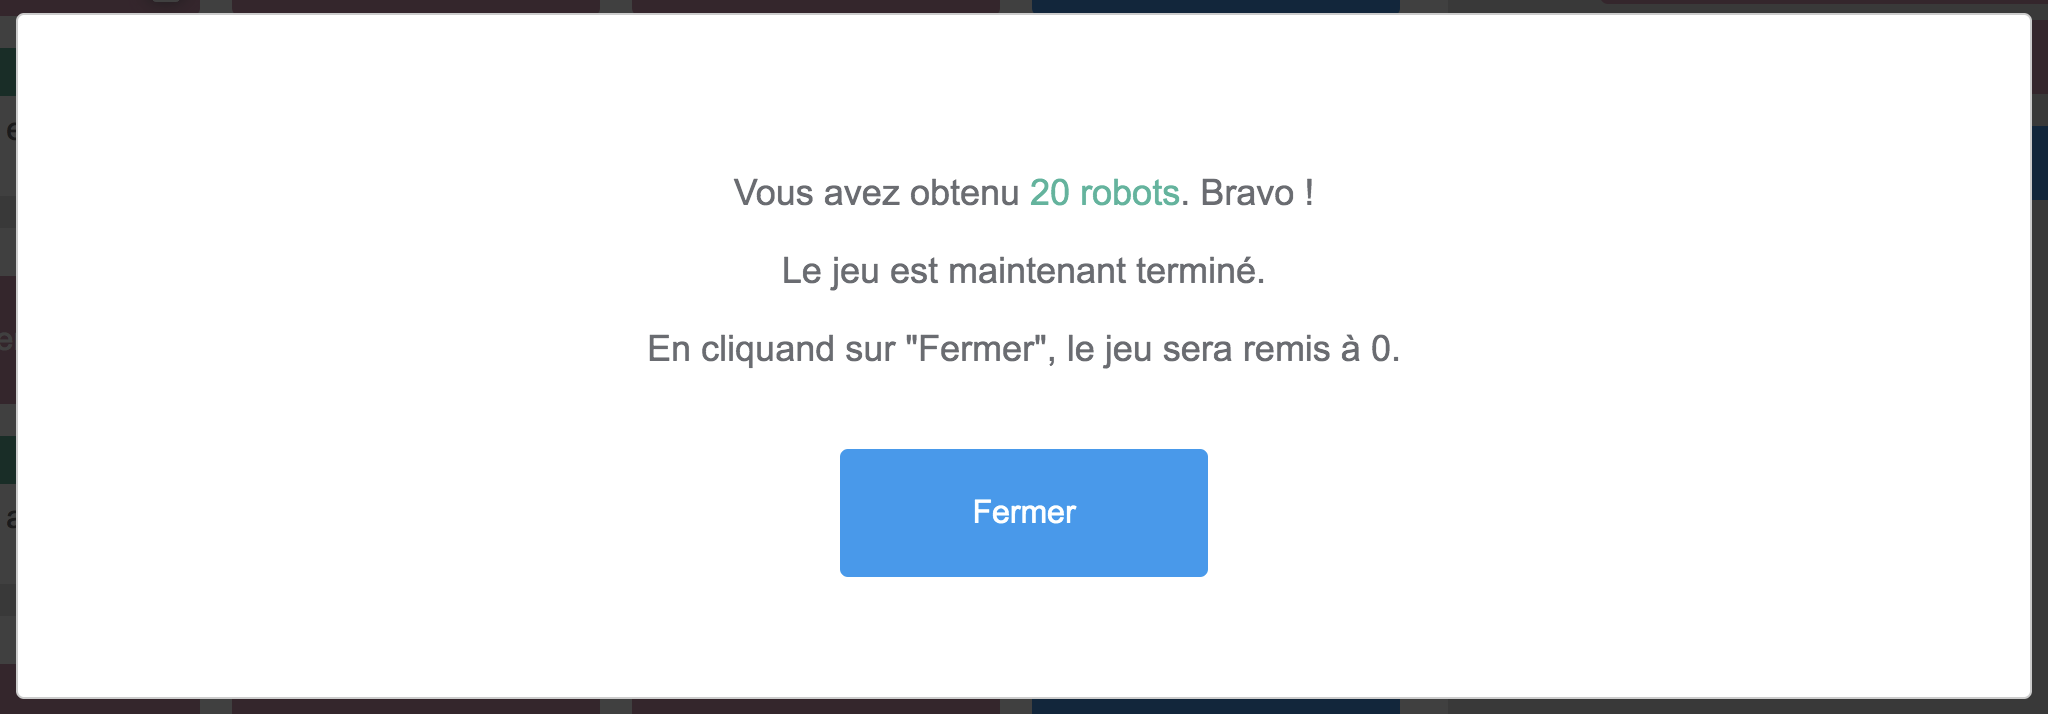 Vous avez obtenu 20 robots. Bravo !
Le jeu est maintenant terminé.
En cliquand sur "Fermer", le jeu sera remis à 0.
Fermer